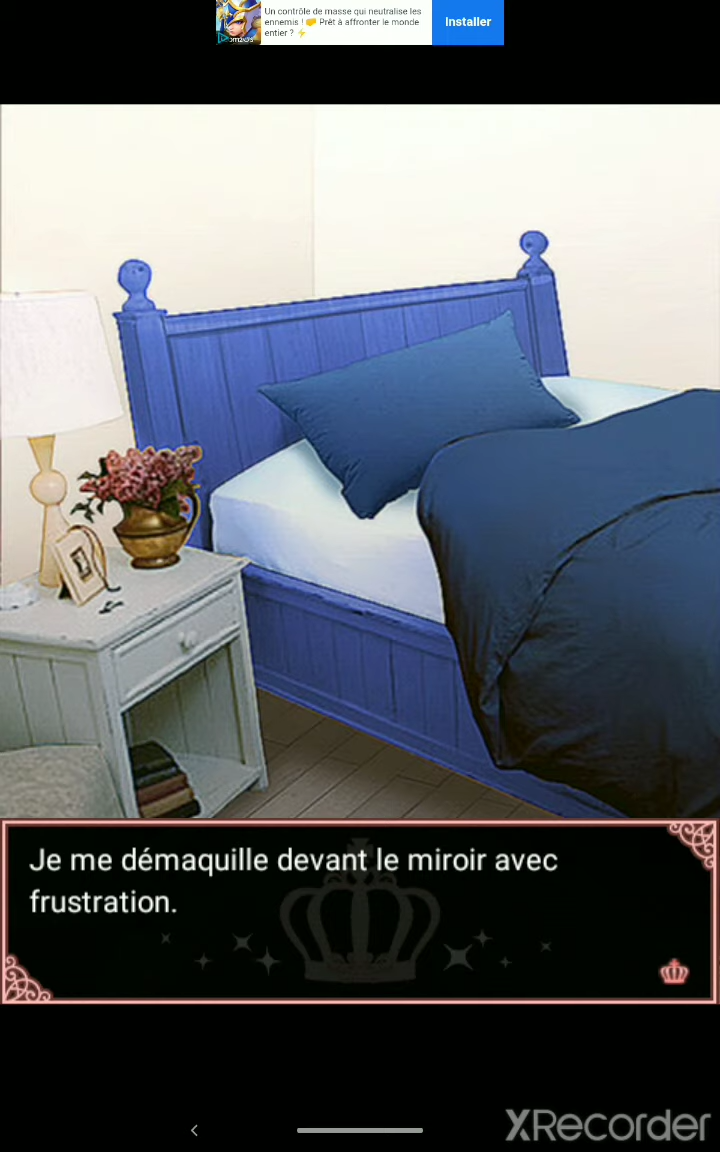 Un contrôle de masse qui neutralise les
ennemis ! 🤛 Prêt à affronter le monde
entier ? ⚡
Installer
Je me démaquille devant le miroir avec
frustration.
XRecorder